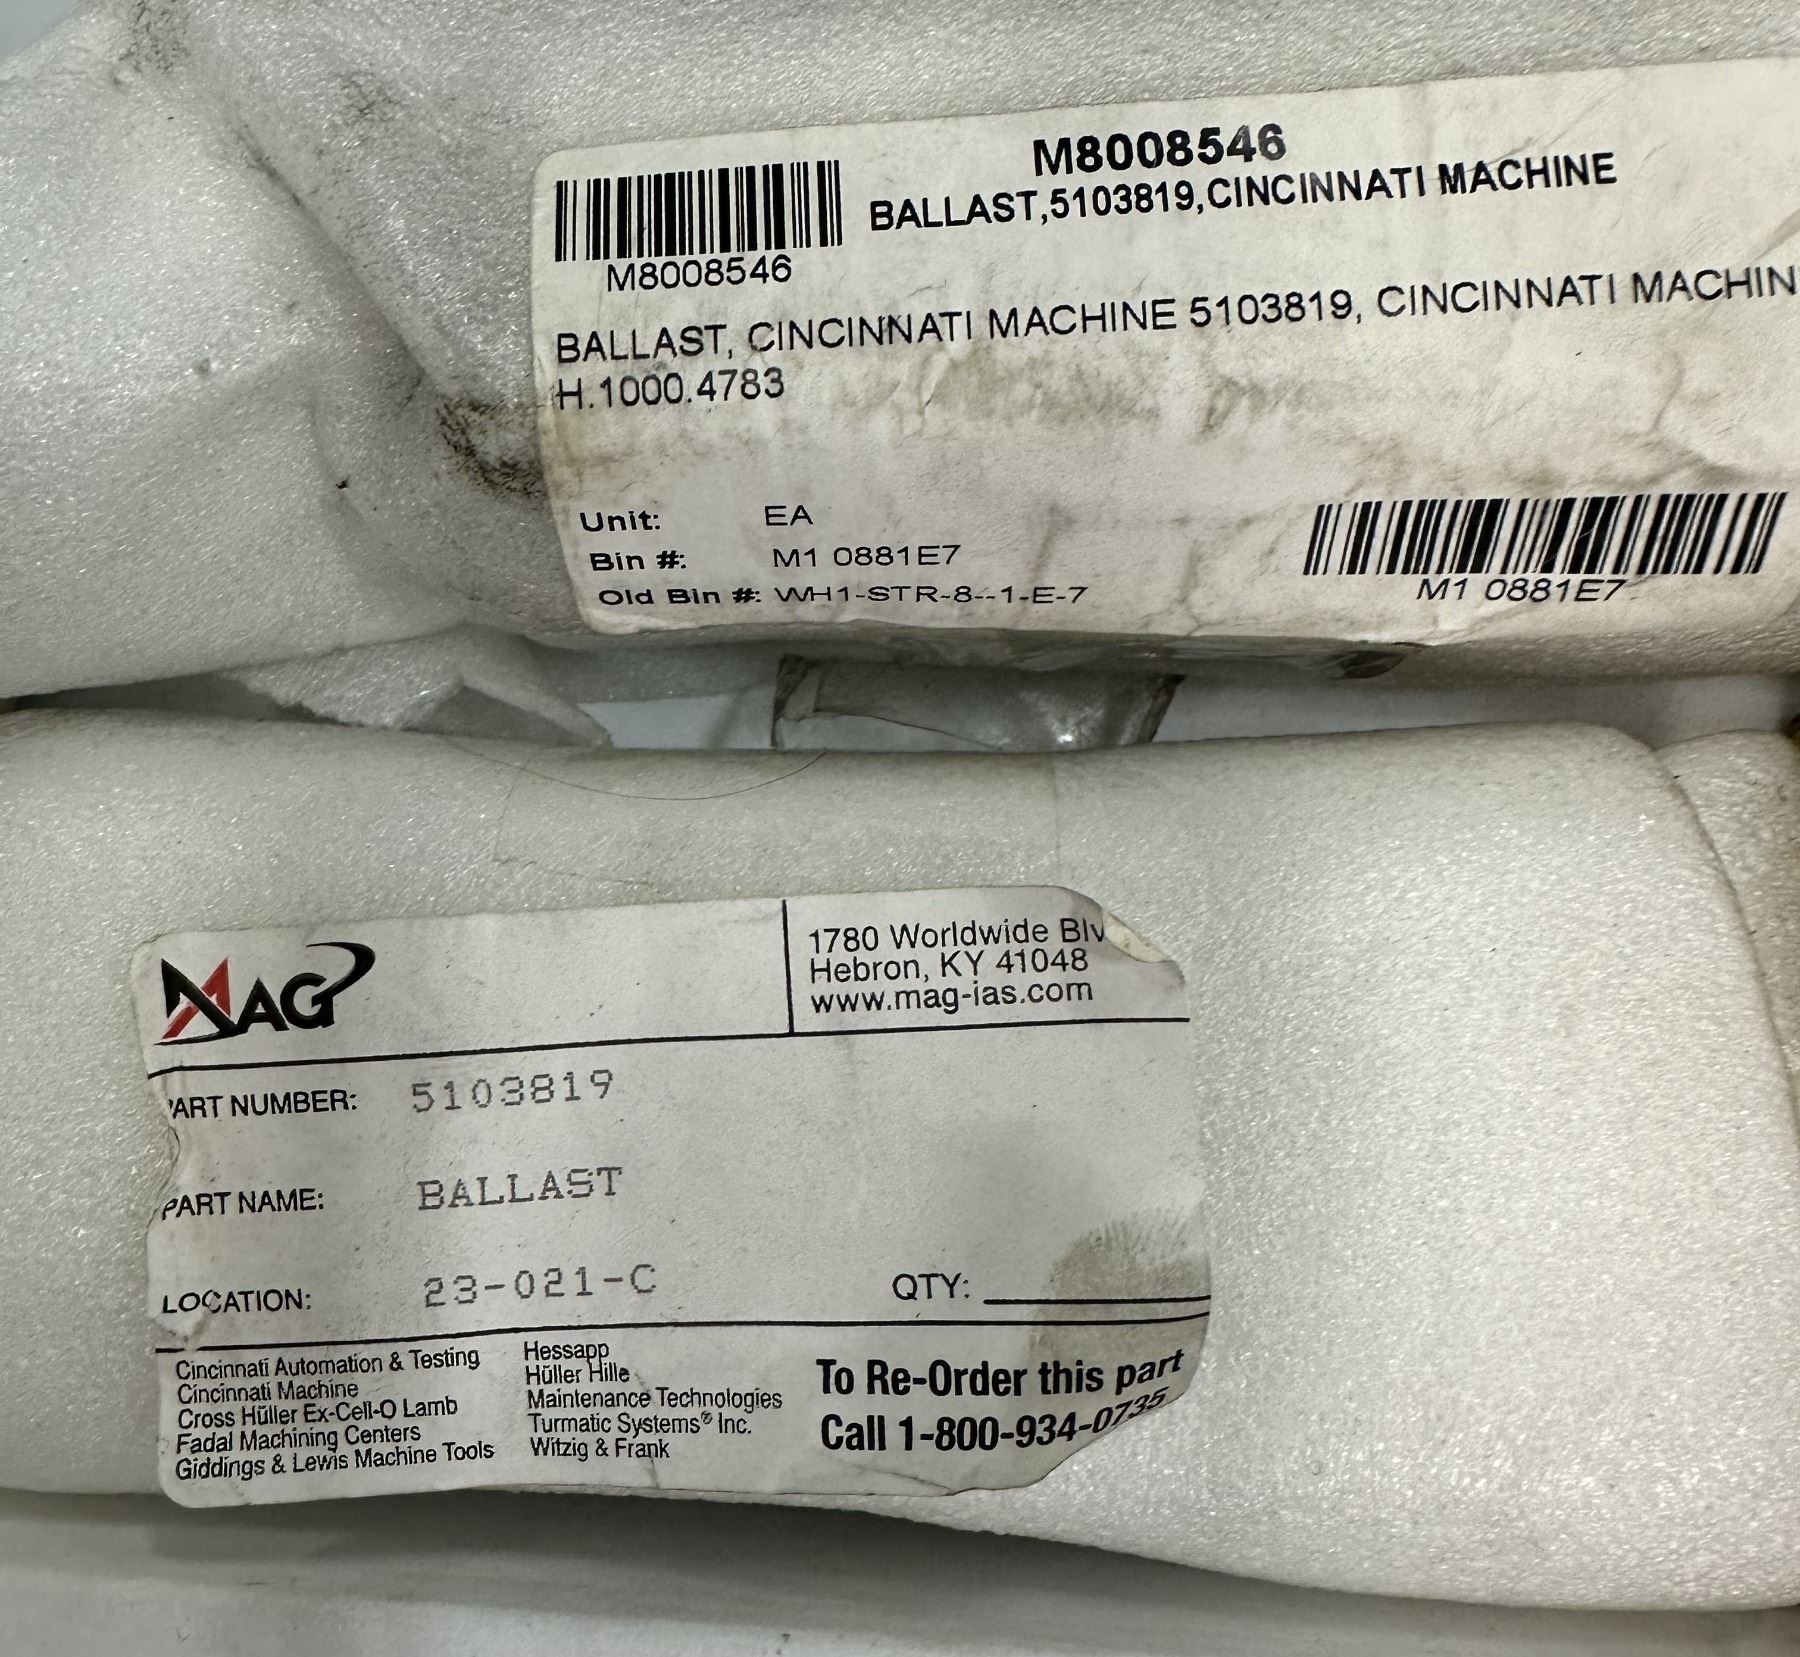 M8008546
BALLAST,5103819,CINCINNATI MACHINE
M8008546
BALLAST, CINCINNATI MACHINE 5103819, CINCINNATI MACHIN
H.1000.4783
Unit: EA
Bin #: M1 0881E7
Old Bin #: WH1-STR-8--1-E-7
M1 0881E7
MAG
1780 Worldwide Blv
Hebron, KY 41048
www.mag-ias.com
PART NUMBER: 5103819
PART NAME: BALLAST
LOCATION: 23-021-C
QTY:
Cincinnati Automation & Testing
Cincinnati Machine
Cross Hüller Ex-Cell-O Lamb
Fadal Machining Centers
Giddings & Lewis Machine Tools
Hessapp
Hüller Hille
Maintenance Technologies
Turmatic Systems® Inc.
Witzig & Frank
To Re-Order this part
Call 1-800-934-0735